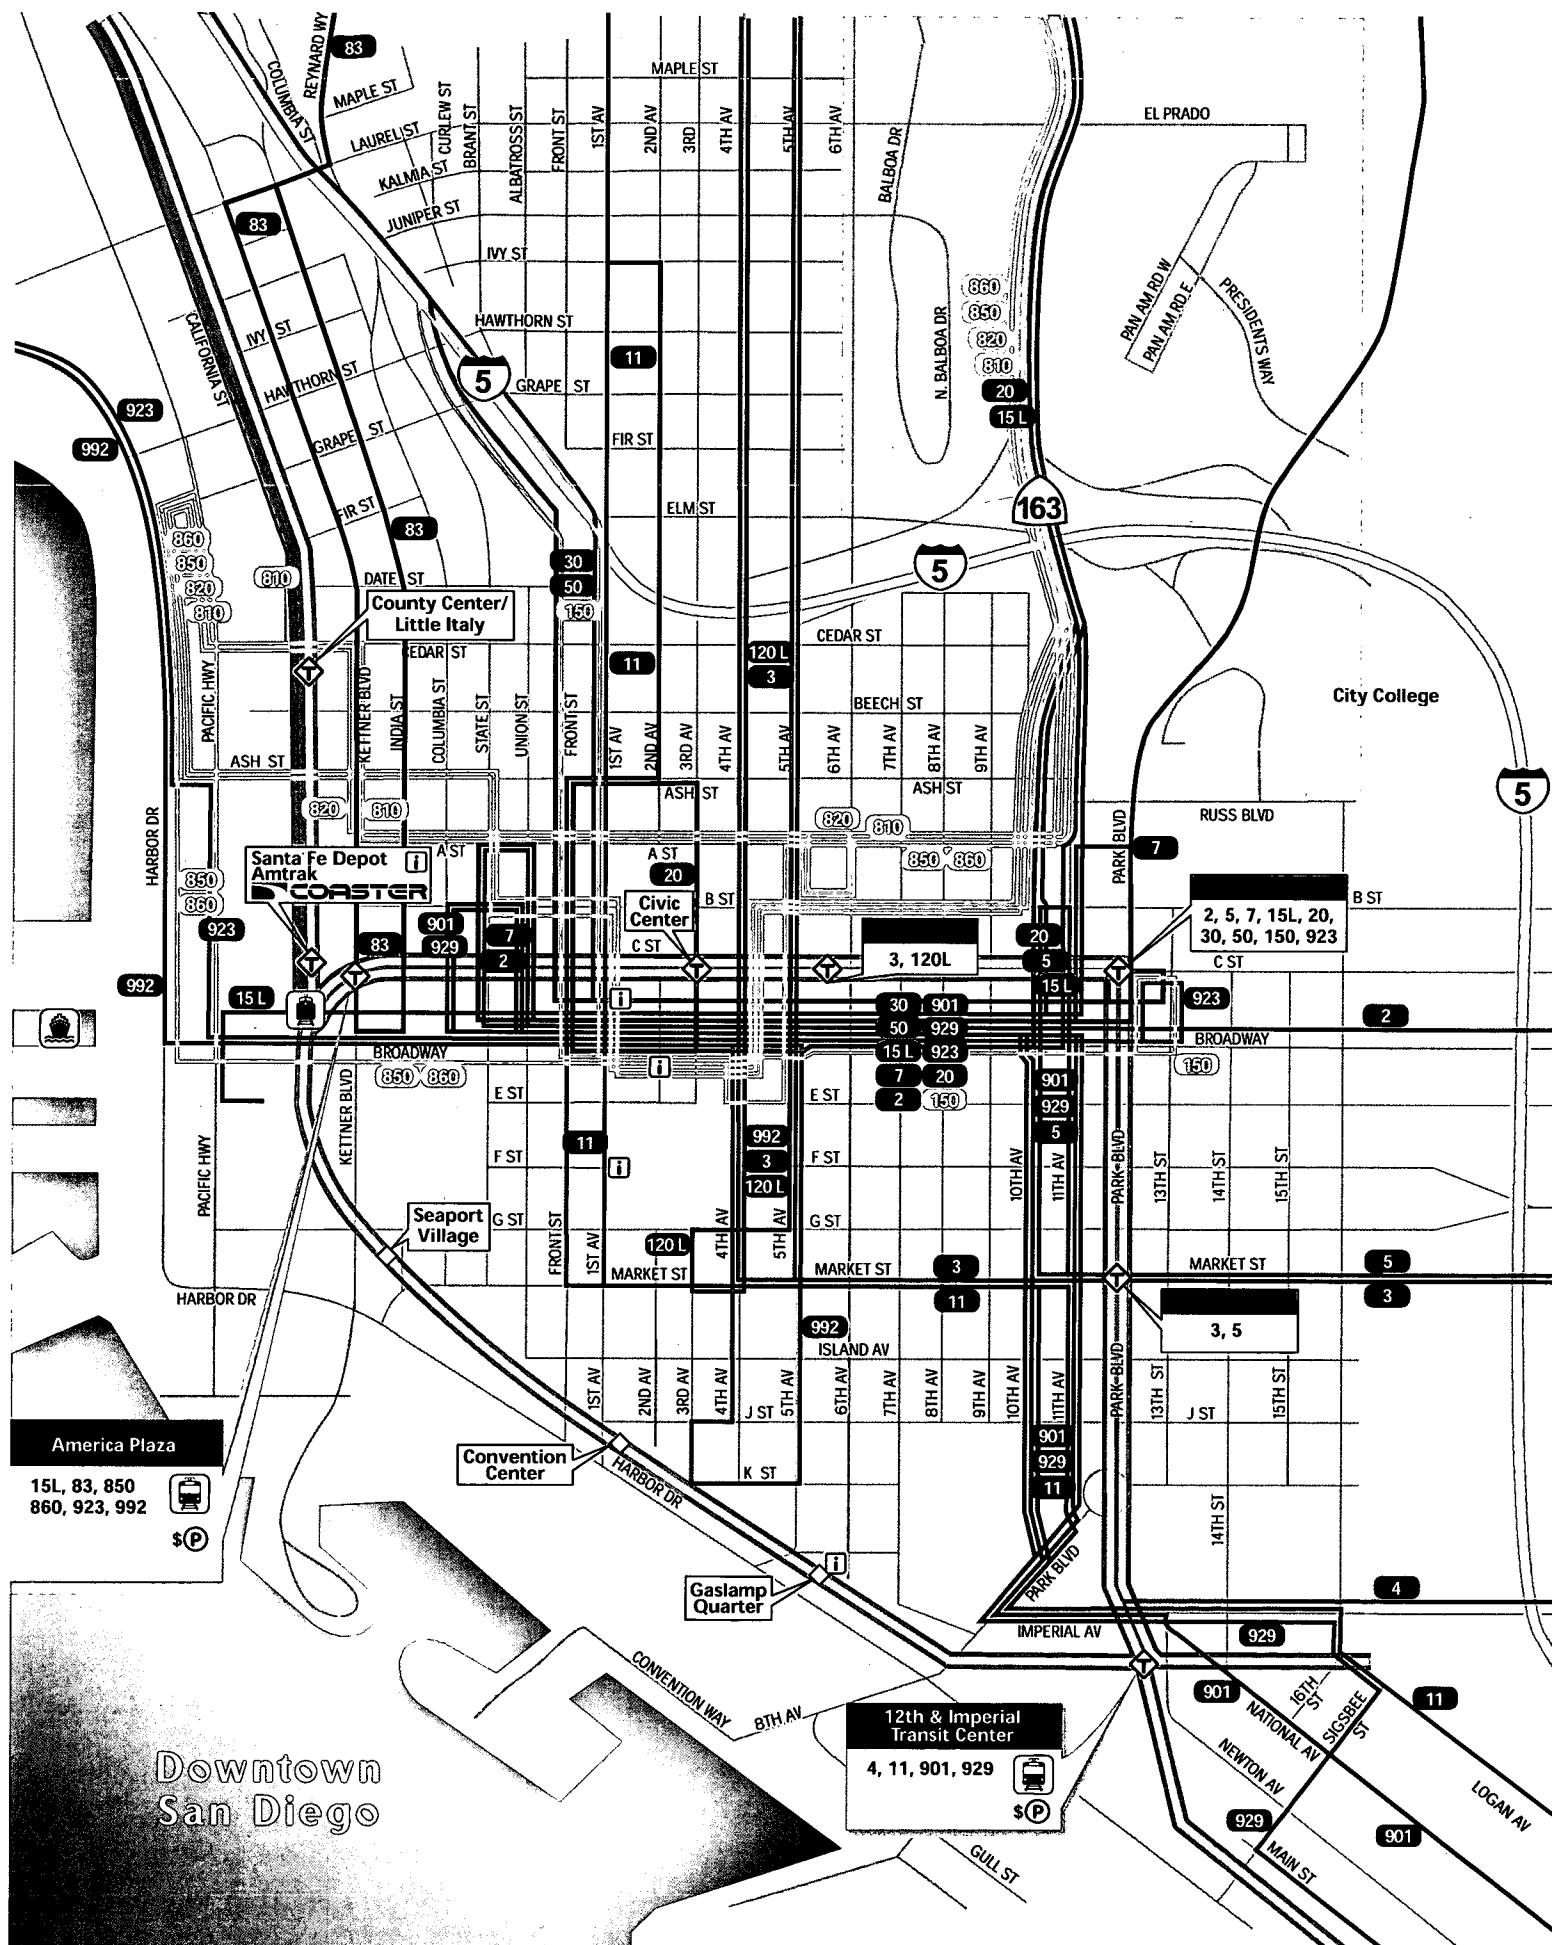 REYNARD WY
83
COLUMBIA ST
MAPLE ST
MAPLE ST
LAUREL ST
CURLEW ST
BRANT ST
ALBATROSS ST
FRONT ST
1ST AV
2ND AV
3RD
4TH AV
5TH AV
6TH AV
BALBOA DR
EL PRADO
KALMIA ST
JUNIPER ST
83
IVY ST
HAWTHORN ST
CALIFORNIA ST
IVY ST
HAWTHORN ST
11
5
GRAPE ST
GRAPE ST
FIR ST
FIR ST
ELM ST
N. BALBOA DR
860
850
820
810
20
15 L
PAN AM RD W
PAN AM RD E
PRESIDENTS WAY
923
992
163
5
860
850
820
810
810
83
30
50
150
DATE ST
County Center/
Little Italy
CEDAR ST
CEDAR ST
11
120 L
3
BEECH ST
City College
PACIFIC HWY
KETTNER BLVD
INDIA ST
COLUMBIA ST
STATE ST
UNION ST
FRONT ST
1ST AV
2ND AV
3RD AV
4TH AV
5TH AV
6TH AV
7TH AV
8TH AV
9TH AV
ASH ST
ASH ST
ASH ST
5
HARBOR DR
820
810
820
810
850
860
RUSS BLVD
PARK BLVD
7
Santa Fe Depot
Amtrak
COASTER
A ST
A ST
20
B ST
B ST
850
860
923
901
929
83
7
2
C ST
Civic
Center
3, 120L
20
5
15 L
2, 5, 7, 15L, 20,
30, 50, 150, 923
C ST
992
15 L
30
901
50
929
15 L
923
7
20
2
150
923
2
BROADWAY
BROADWAY
850
860
150
KETTNER BLVD
PACIFIC HWY
E ST
E ST
F ST
F ST
G ST
G ST
11
992
3
120 L
901
929
5
10TH AV
11TH AV
PARK BLVD
13TH ST
14TH ST
15TH ST
Seaport
Village
FRONT ST
1ST AV
120 L
4TH AV
5TH AV
MARKET ST
MARKET ST
MARKET ST
3
11
5
3
HARBOR DR
3, 5
992
ISLAND AV
1ST AV
2ND AV
3RD AV
4TH AV
5TH AV
6TH AV
7TH AV
8TH AV
9TH AV
10TH AV
11TH AV
PARK BLVD
13TH ST
15TH ST
J ST
J ST
America Plaza
15L, 83, 850
860, 923, 992
$P
Convention
Center
HARBOR DR
K ST
901
929
11
14TH ST
Gaslamp
Quarter
PARK BLVD
4
IMPERIAL AV
929
CONVENTION WAY
8TH AV
12th & Imperial
Transit Center
4, 11, 901, 929
$P
901
16TH
ST
SIGSBEE
ST
11
NATIONAL AV
NEWTON AV
LOGAN AV
929
901
MAIN ST
GULL ST
Downtown
San Diego